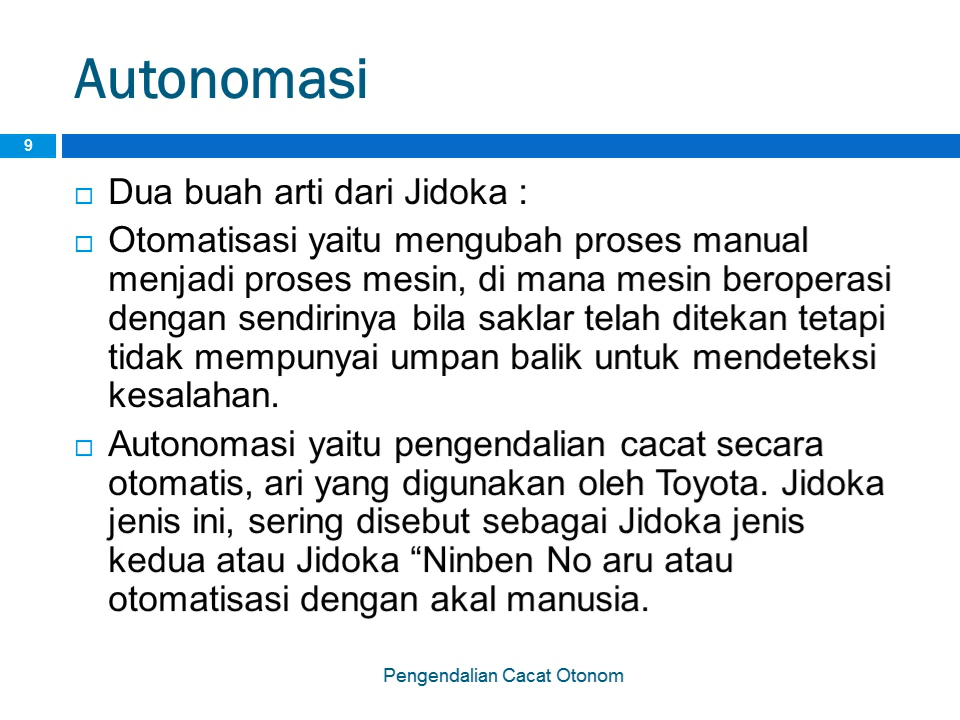 Autonomasi
9
Dua buah arti dari Jidoka :
Otomatisasi yaitu mengubah proses manual
menjadi proses mesin, di mana mesin beroperasi
dengan sendirinya bila saklar telah ditekan tetapi
tidak mempunyai umpan balik untuk mendeteksi
kesalahan.
Autonomasi yaitu pengendalian cacat secara
otomatis, ari yang digunakan oleh Toyota. Jidoka
jenis ini, sering disebut sebagai Jidoka jenis
kedua atau Jidoka “Ninben No aru atau
otomatisasi dengan akal manusia.
Pengendalian Cacat Otonom